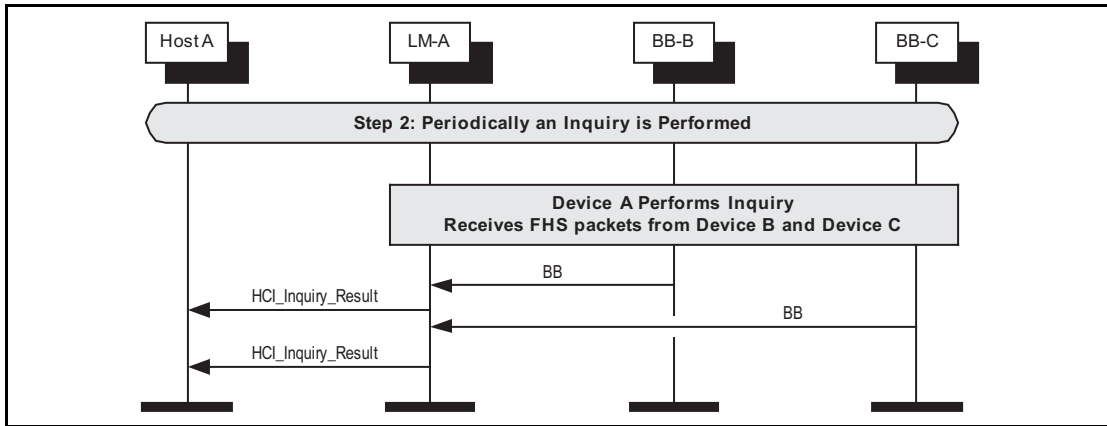 Host A
LM-A
BB-B
BB-C
Step 2: Periodically an Inquiry is Performed
Device A Performs Inquiry
Receives FHS packets from Device B and Device C
BB
HCI_Inquiry_Result
BB
HCI_Inquiry_Result